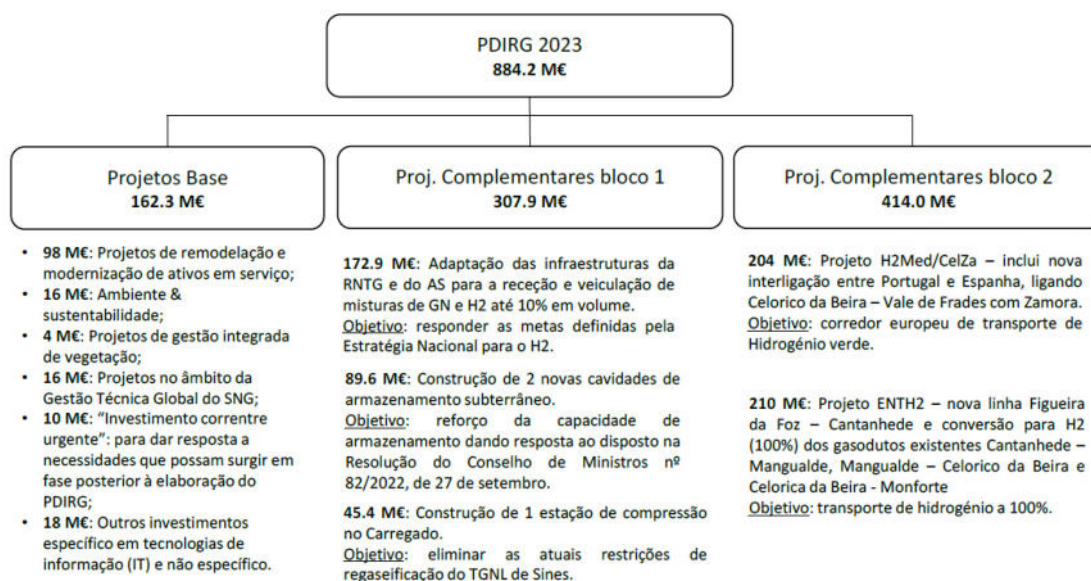 PDIRG 2023
884.2 M€
Projetos Base
162.3 M€
Proj. Complementares bloco 1
307.9 M€
Proj. Complementares bloco 2
414.0 M€
• 98 M€: Projetos de remodelação e
modernização de ativos em serviço;
• 16 M€: Ambiente &
sustentabilidade;
• 4 M€: Projetos de gestão integrada
de vegetação;
• 16 M€: Projetos no âmbito da
Gestão Técnica Global do SNG;
• 10 M€: “Investimento correntre
urgente”: para dar resposta a
necessidades que possam surgir em
fase posterior à elaboração do
PDIRG;
• 18 M€: Outros investimentos
específico em tecnologias de
informação (IT) e não específico.
172.9 M€: Adaptação das infraestruturas da
RNTG e do AS para a receção e veiculação de
misturas de GN e H2 até 10% em volume.
Objetivo: responder as metas definidas pela
Estratégia Nacional para o H2.
89.6 M€: Construção de 2 novas cavidades de
armazenamento subterrâneo.
Objetivo: reforço da capacidade de
armazenamento dando resposta ao disposto na
Resolução do Conselho de Ministros nº
82/2022, de 27 de setembro.
45.4 M€: Construção de 1 estação de compressão
no Carregado.
Objetivo: eliminar as atuais restrições de
regaseificação do TGNL de Sines.
204 M€: Projeto H2Med/CelZa – inclui nova
interligação entre Portugal e Espanha, ligando
Celorico da Beira – Vale de Frades com Zamora.
Objetivo: corredor europeu de transporte de
Hidrogénio verde.
210 M€: Projeto ENTH2 – nova linha Figueira
da Foz – Cantanhede e conversão para H2
(100%) dos gasodutos existentes Cantanhede –
Mangualde, Mangualde – Celorico da Beira e
Celorica da Beira - Monforte
Objetivo: transporte de hidrogénio a 100%.